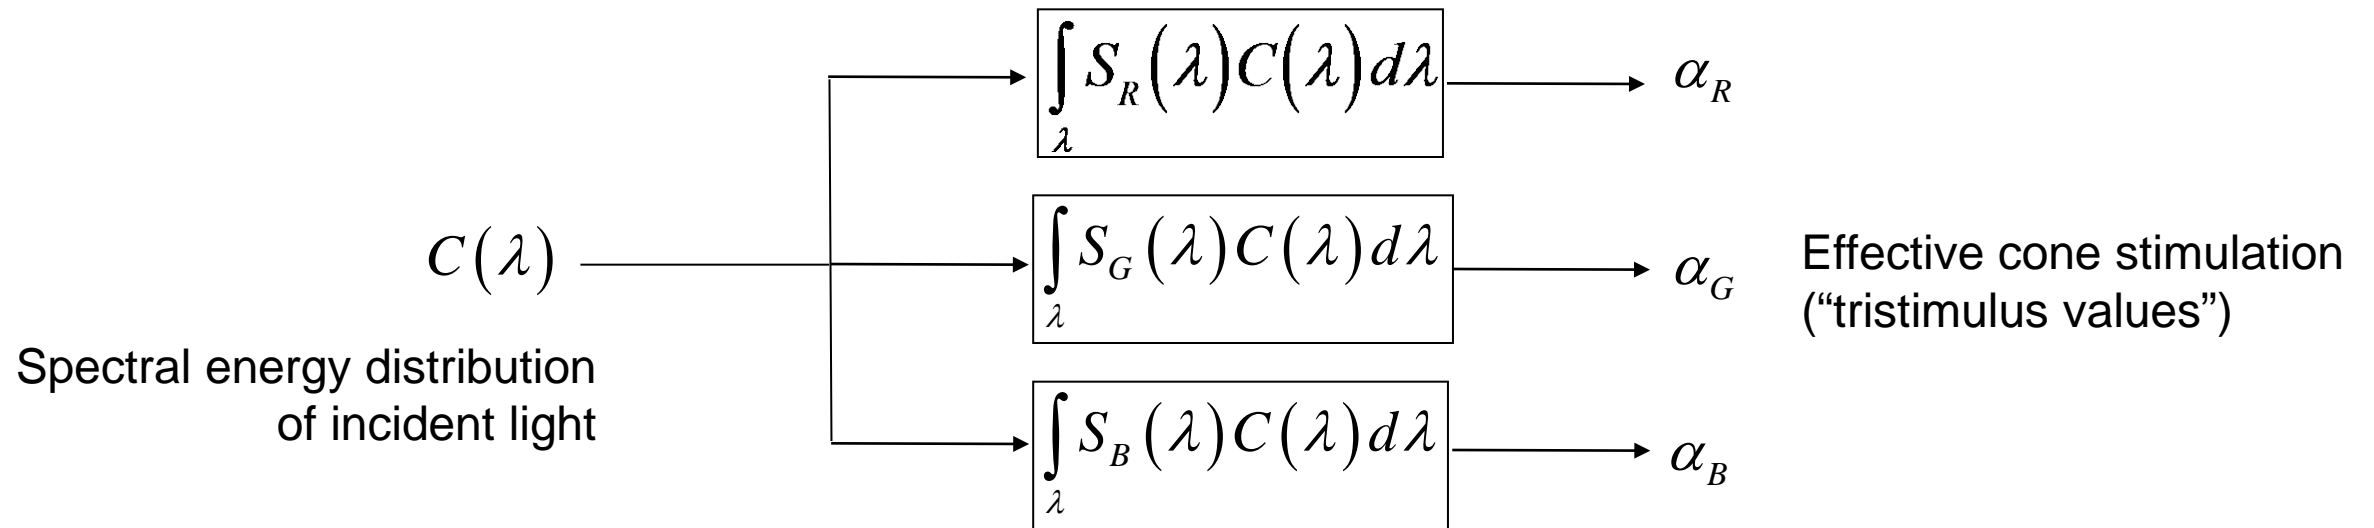 ∫_λ S_R(λ)C(λ)dλ
α_R
C(λ)
∫_λ S_G(λ)C(λ)dλ
α_G
Effective cone stimulation
(“tristimulus values”)
Spectral energy distribution
of incident light
∫_λ S_B(λ)C(λ)dλ
α_B